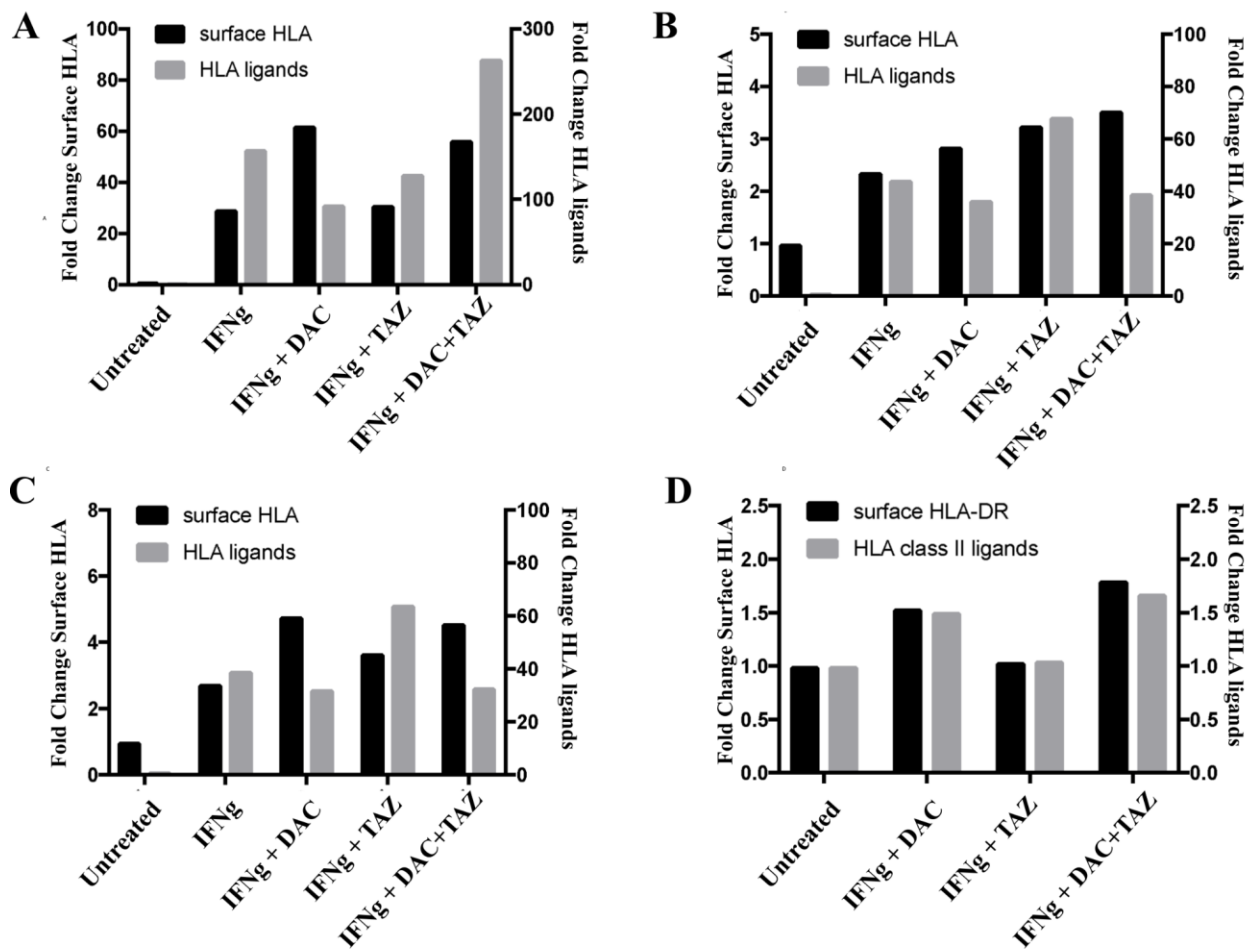 A
surface HLA
HLA ligands
Fold Change Surface HLA
100
80
60
40
20
0
Fold Change HLA
ligands
300
200
100
0
Untreated
IFNg
IFNg + DAC
IFNg + TAZ
IFNg + DAC+TAZ
A
B
surface HLA
HLA ligands
Fold Change Surface HLA
5
4
3
2
1
0
Fold Change HLA
ligands
100
80
60
40
20
0
Untreated
IFNg
IFNg + DAC
IFNg + TAZ
IFNg + DAC+TAZ
C
C
surface HLA
HLA ligands
Fold Change Surface HLA
8
6
4
2
0
Fold Change HLA
ligands
100
80
60
40
20
0
Untreated
IFNg
IFNg + DAC
IFNg + TAZ
IFNg + DAC+TAZ
D
D
surface HLA-DR
HLA class II ligands
Fold Change Surface HLA
2.5
2.0
1.5
1.0
0.5
0.0
Fold Change HLA
ligands
2.5
2.0
1.5
1.0
0.5
0.0
Untreated
IFNg + DAC
IFNg + TAZ
IFNg + DAC+TAZ